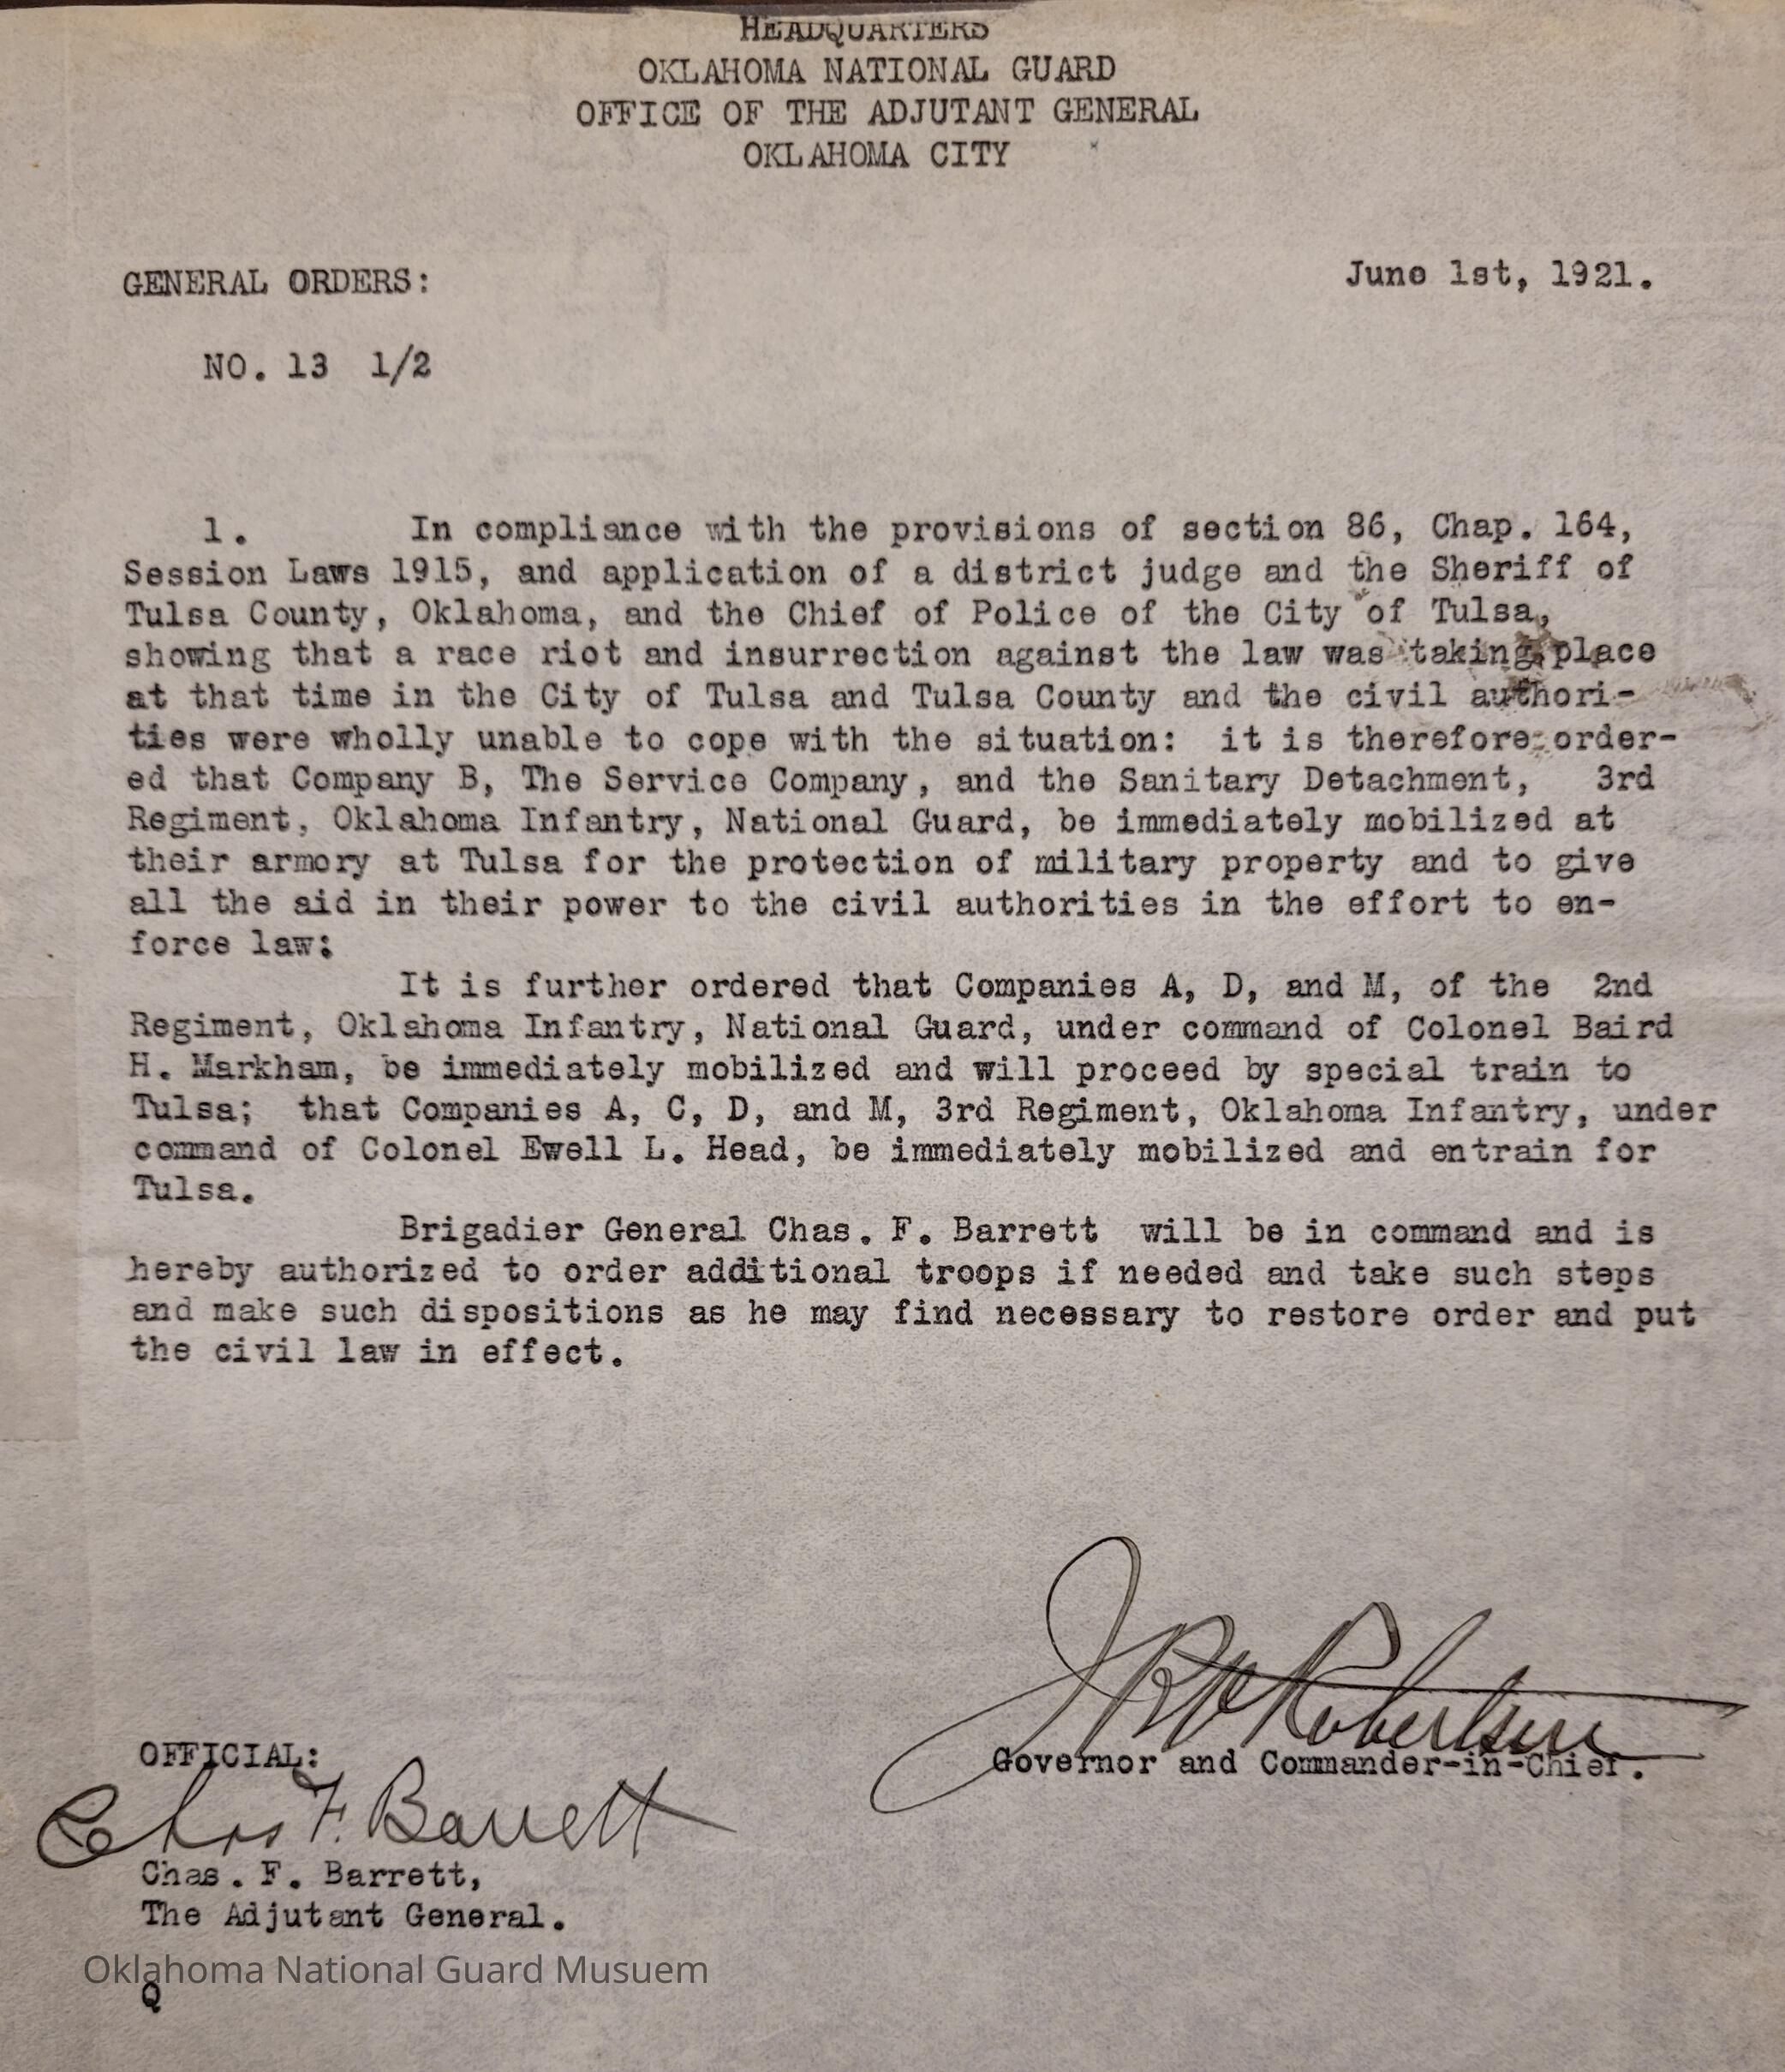 HEADQUARTERS
OKLAHOMA NATIONAL GUARD
OFFICE OF THE ADJUTANT GENERAL
OKLAHOMA CITY
GENERAL ORDERS:
June 1st, 1921.
NO. 13 1/2
1. In compliance with the provisions of section 86, Chap. 164,
Session Laws 1915, and application of a district judge and the Sheriff of
Tulsa County, Oklahoma, and the Chief of Police of the City of Tulsa,
showing that a race riot and insurrection against the law was taking place
at that time in the City of Tulsa and Tulsa County and the civil authori-
ties were wholly unable to cope with the situation: it is therefore order-
ed that Company B, The Service Company, and the Sanitary Detachment, 3rd
Regiment, Oklahoma Infantry, National Guard, be immediately mobilized at
their armory at Tulsa for the protection of military property and to give
all the aid in their power to the civil authorities in the effort to en-
force law;
It is further ordered that Companies A, D, and M, of the 2nd
Regiment, Oklahoma Infantry, National Guard, under command of Colonel Baird
H. Markham, be immediately mobilized and will proceed by special train to
Tulsa; that Companies A, C, D, and M, 3rd Regiment, Oklahoma Infantry, under
command of Colonel Ewell L. Head, be immediately mobilized and entrain for
Tulsa.
Brigadier General Chas. F. Barrett will be in command and is
hereby authorized to order additional troops if needed and take such steps
and make such dispositions as he may find necessary to restore order and put
the civil law in effect.
J B A Robertson
Governor and Commander-in-Chief.
OFFICIAL:
Chas F. Barrett
Chas. F. Barrett,
The Adjutant General.
Oklahoma National Guard Musuem
Q